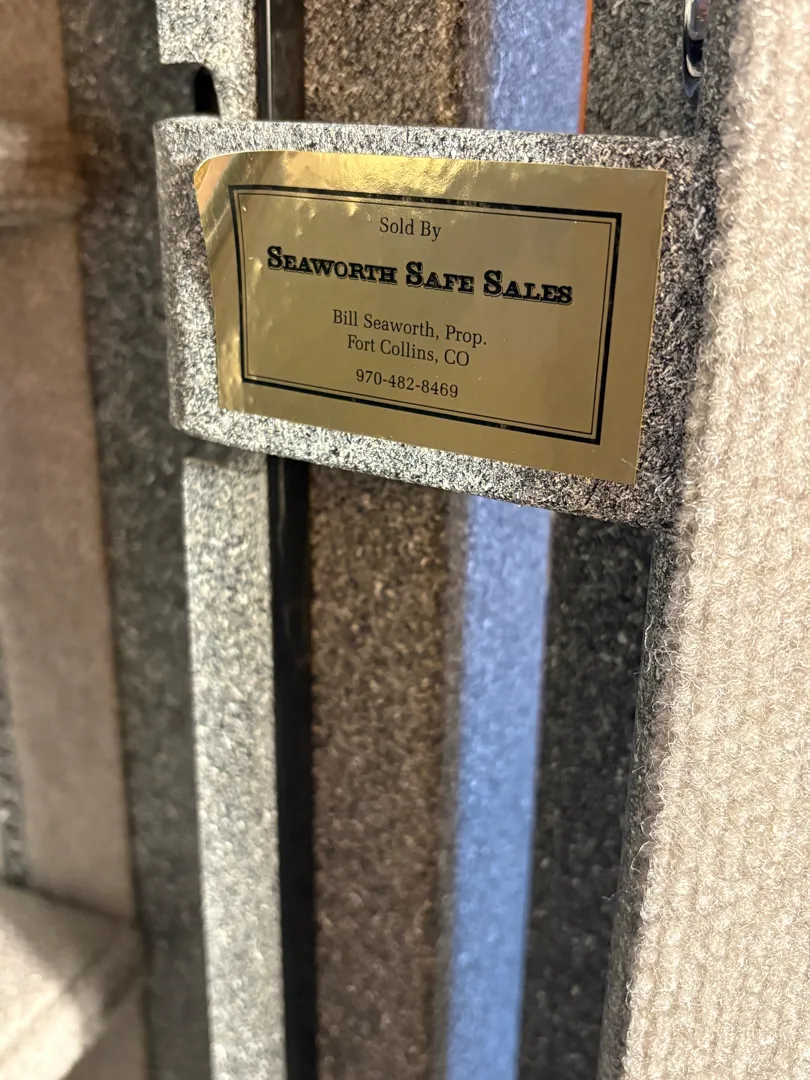 Sold By
SEAWORTH SAFE SALES
Bill Seaworth, Prop.
Fort Collins, CO
970-482-8469